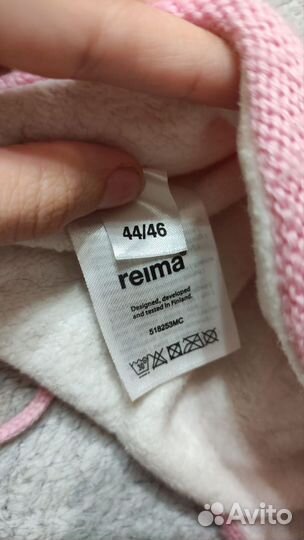 44/46
reima
Designed, developed
and tested in Finland.
518253MC
Avito